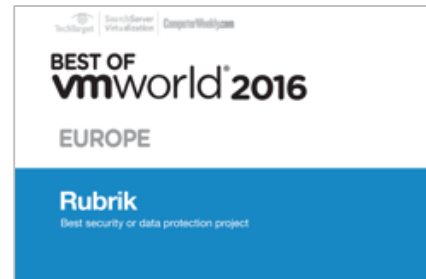 TechTarget SearchServer Virtualization ComputerWeekly.com
BEST OF
vmworld® 2016
EUROPE
Rubrik
Best security or data protection project